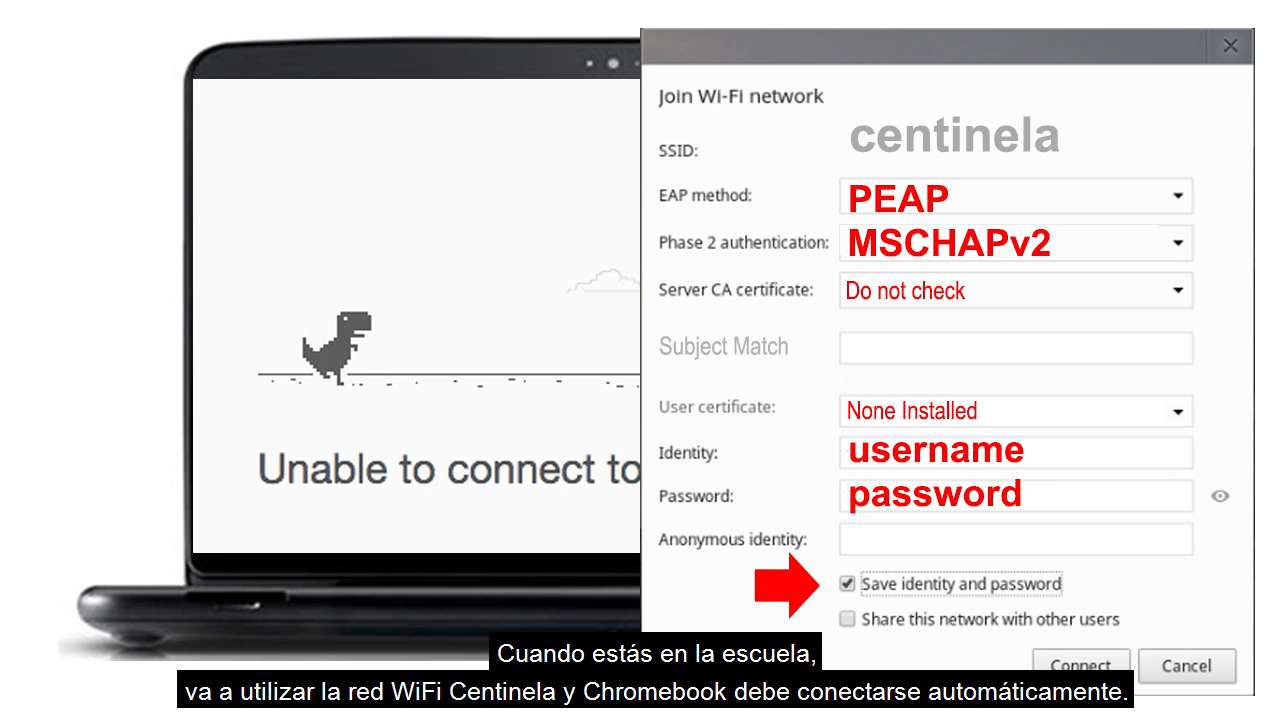 Unable to connect to
Join Wi-Fi network
SSID: centinela
EAP method: PEAP
Phase 2 authentication: MSCHAPv2
Server CA certificate: Do not check
Subject Match
User certificate: None Installed
Identity: username
Password: password
Anonymous identity:
Save identity and password
Share this network with other users
Connect Cancel
Cuando estás en la escuela,
va a utilizar la red WiFi Centinela y Chromebook debe conectarse automáticamente.